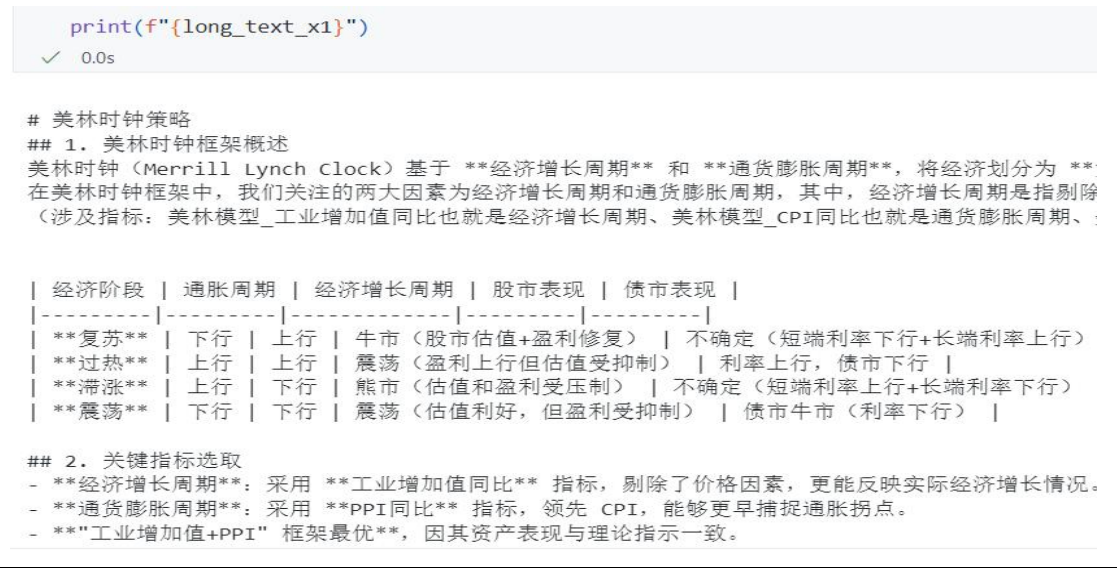 print(f"{long_text_x1}")
✓ 0.0s
# 美林时钟策略
## 1. 美林时钟框架概述
美林时钟（Merrill Lynch Clock）基于 **经济增长周期** 和 **通货膨胀周期**，将经济划分为 **
在美林时钟框架中，我们关注的两大因素为经济增长周期和通货膨胀周期，其中，经济增长周期是指剔除
（涉及指标：美林模型_工业增加值同比也就是经济增长周期、美林模型_CPI同比也就是通货膨胀周期、
| 经济阶段 | 通胀周期 | 经济增长周期 | 股市表现 | 债市表现 |
|---------|---------|-------------|---------|---------|
| **复苏** | 下行 | 上行 | 牛市（股市估值+盈利修复） | 不确定（短端利率下行+长端利率上行）
| **过热** | 上行 | 上行 | 震荡（盈利上行但估值受抑制） | 利率上行，债市下行 |
| **滞涨** | 上行 | 下行 | 熊市（估值和盈利受压制） | 不确定（短端利率上行+长端利率下行）
| **震荡** | 下行 | 下行 | 震荡（估值利好，但盈利受抑制） | 债市牛市（利率下行） |
## 2. 关键指标选取
- **经济增长周期**：采用 **工业增加值同比** 指标，剔除了价格因素，更能反映实际经济增长情况。
- **通货膨胀周期**：采用 **PPI同比** 指标，领先 CPI，能够更早捕捉通胀拐点。
- **"工业增加值+PPI" 框架最优**，因其资产表现与理论指示一致。